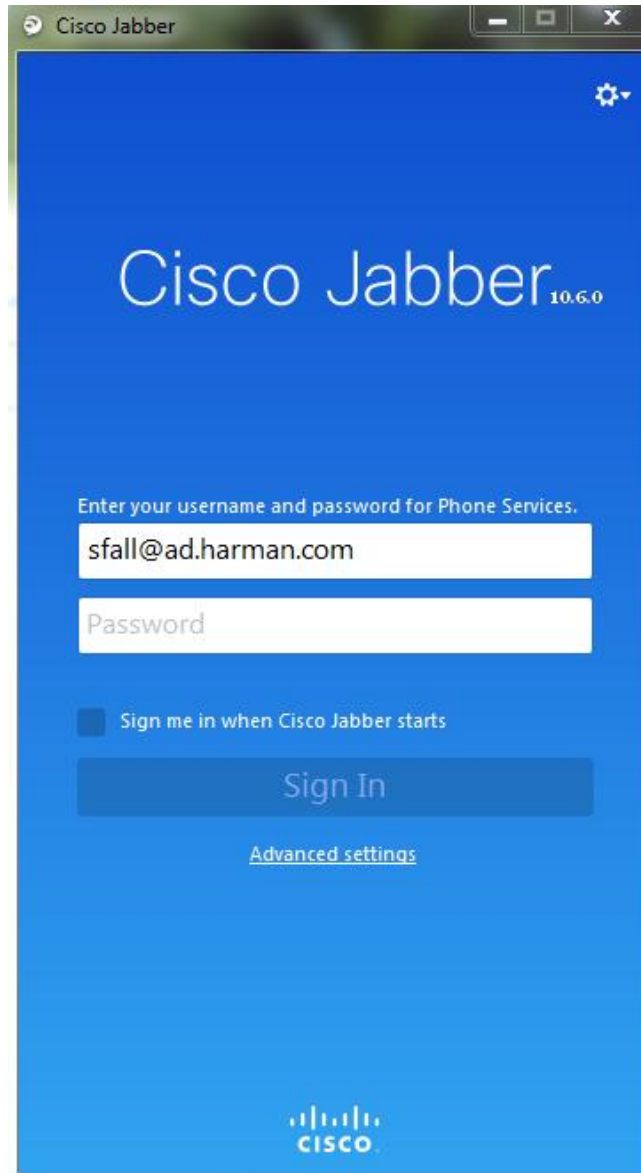 Cisco Jabber
Cisco Jabber 10.6.0
Enter your username and password for Phone Services.
sfall@ad.harman.com
Password
Sign me in when Cisco Jabber starts
Sign In
Advanced settings
CISCO